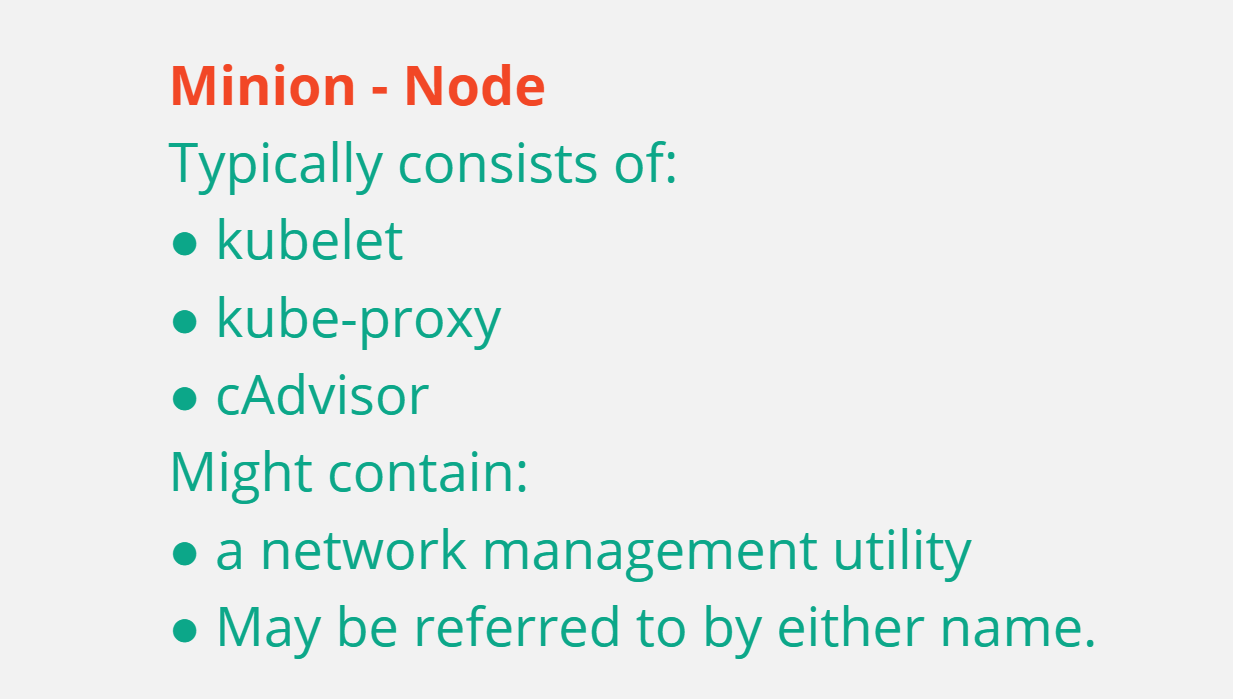 Minion - Node
Typically consists of:
● kubelet
● kube-proxy
● cAdvisor
Might contain:
● a network management utility
● May be referred to by either name.